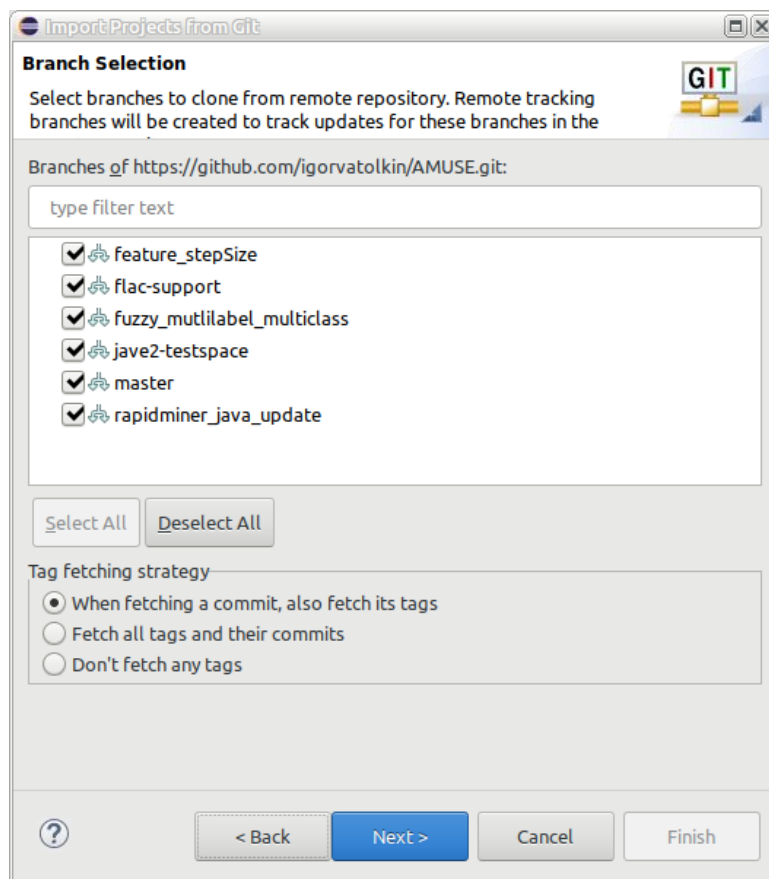 Import Projects from Git
Branch Selection
GIT
Select branches to clone from remote repository. Remote tracking
branches will be created to track updates for these branches in the
Branches of https://github.com/igorvatolkin/AMUSE.git:
type filter text
feature_stepSize
flac-support
fuzzy_mutlilabel_multiclass
jave2-testspace
master
rapidminer_java_update
Select All Deselect All
Tag fetching strategy
When fetching a commit, also fetch its tags
Fetch all tags and their commits
Don't fetch any tags
? < Back Next > Cancel Finish